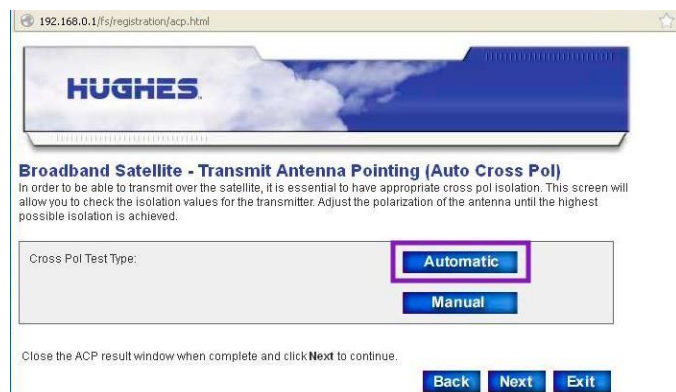 192.168.0.1/fs/registration/acp.html
HUGHES
Broadband Satellite - Transmit Antenna Pointing (Auto Cross Pol)
In order to be able to transmit over the satellite, it is essential to have appropriate cross pol isolation. This screen will
allow you to check the isolation values for the transmitter. Adjust the polarization of the antenna until the highest
possible isolation is achieved.
Cross Pol Test Type:
Automatic
Manual
Close the ACP result window when complete and click Next to continue.
Back Next Exit